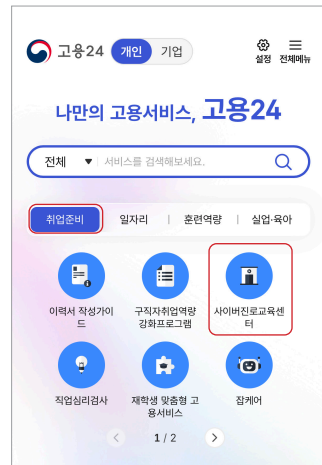 고용24 개인 기업 설정 전체메뉴
나만의 고용서비스, 고용24
전체 ▼ 서비스를 검색해보세요.
취업준비 일자리 | 훈련역량 | 실업·육아
이력서 작성가이
드
구직자취업역량
강화프로그램
사이버진로교육센
터
직업심리검사
재학생 맞춤형 고
용서비스
잡케어
< 1 / 2 >